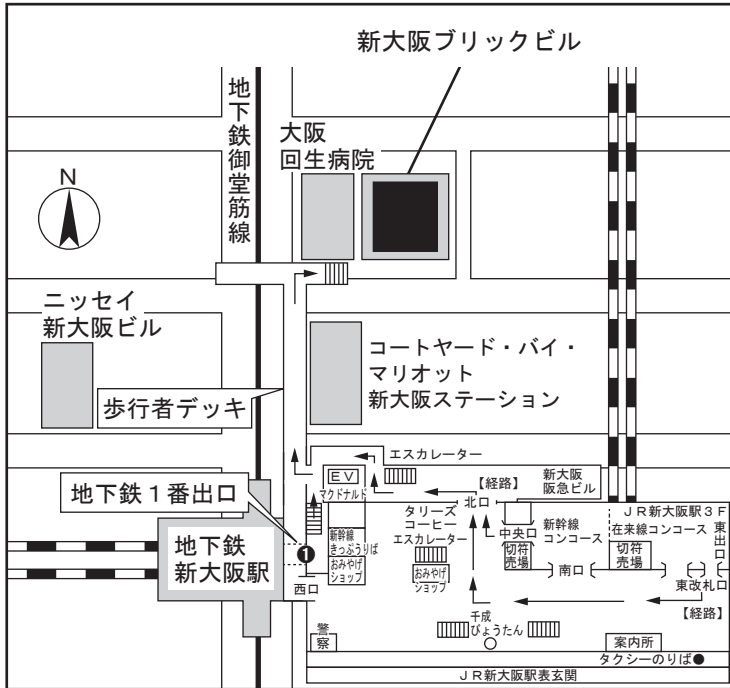 新大阪ブリックビル
地下鉄御堂筋線
大阪
回生病院
N
ニッセイ
新大阪ビル
コートヤード・バイ・
マリオット
新大阪ステーション
歩行者デッキ
エスカレーター
地下鉄1番出口
EV
マクドナルド
【経路】
北口
新大阪
阪急ビル
地下鉄
新大阪駅
1
西口
新幹線
きっぷうりば
おみやげ
ショップ
タリーズ
コーヒー
エスカレーター
おみやげ
ショップ
中央口
切符
売場
新幹線
コンコース
南口
JR新大阪駅3F
在来線コンコース
切符
売場
東出口
東改札口
【経路】
警察
千成
びょうたん
案内所
タクシーのりば
JR新大阪駅表玄関